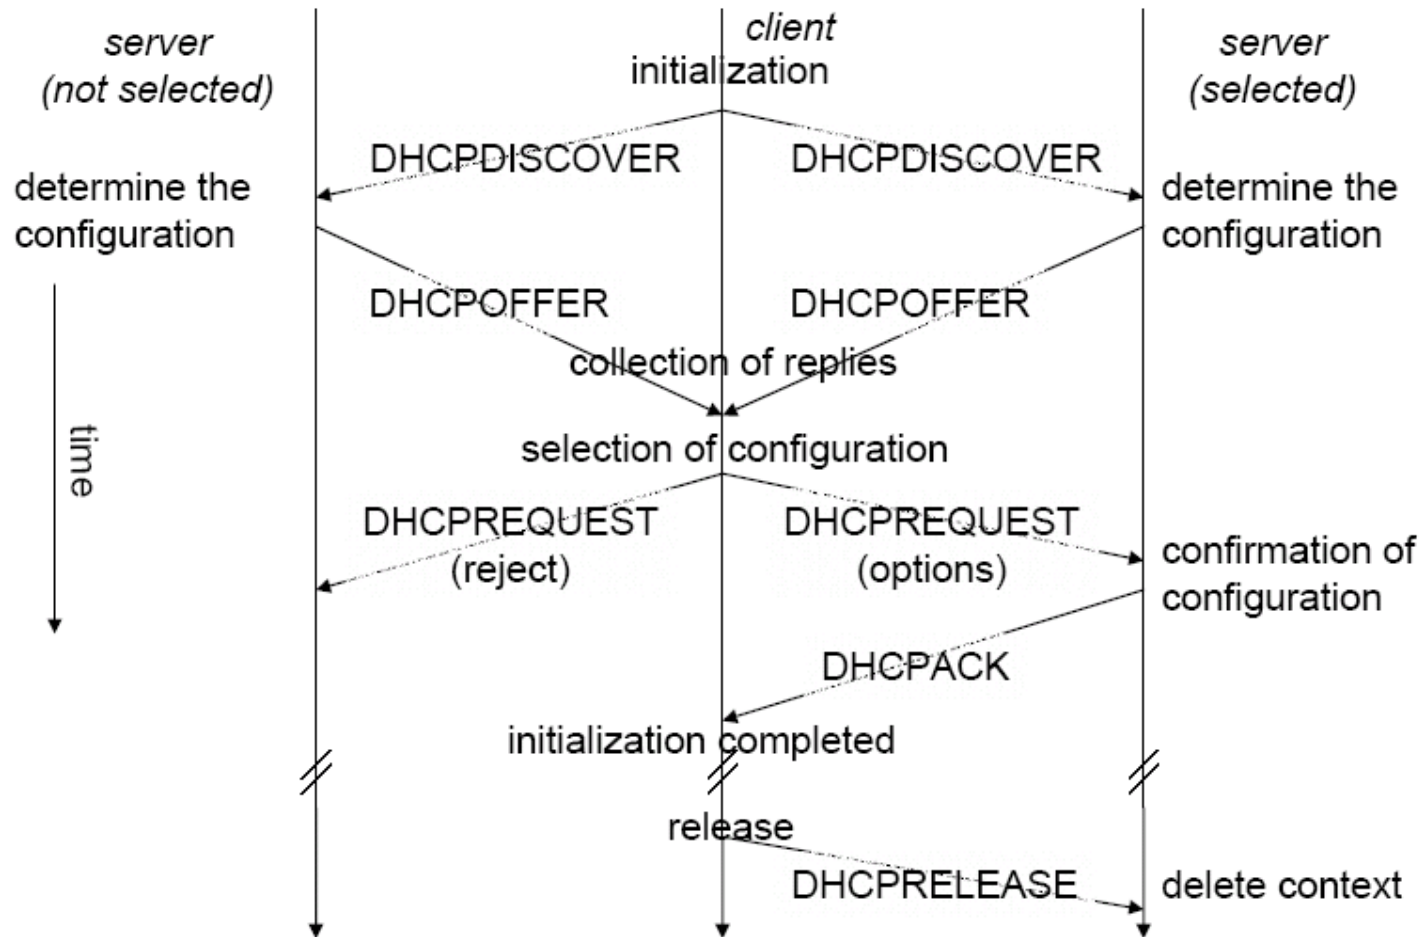 server
(not selected)
client
initialization
server
(selected)
DHCPDISCOVER
DHCPDISCOVER
determine the
configuration
determine the
configuration
DHCPOFFER
DHCPOFFER
collection of replies
time
selection of configuration
DHCPREQUEST
(reject)
DHCPREQUEST
(options)
confirmation of
configuration
DHCPACK
initialization completed
release
DHCPRELEASE
delete context